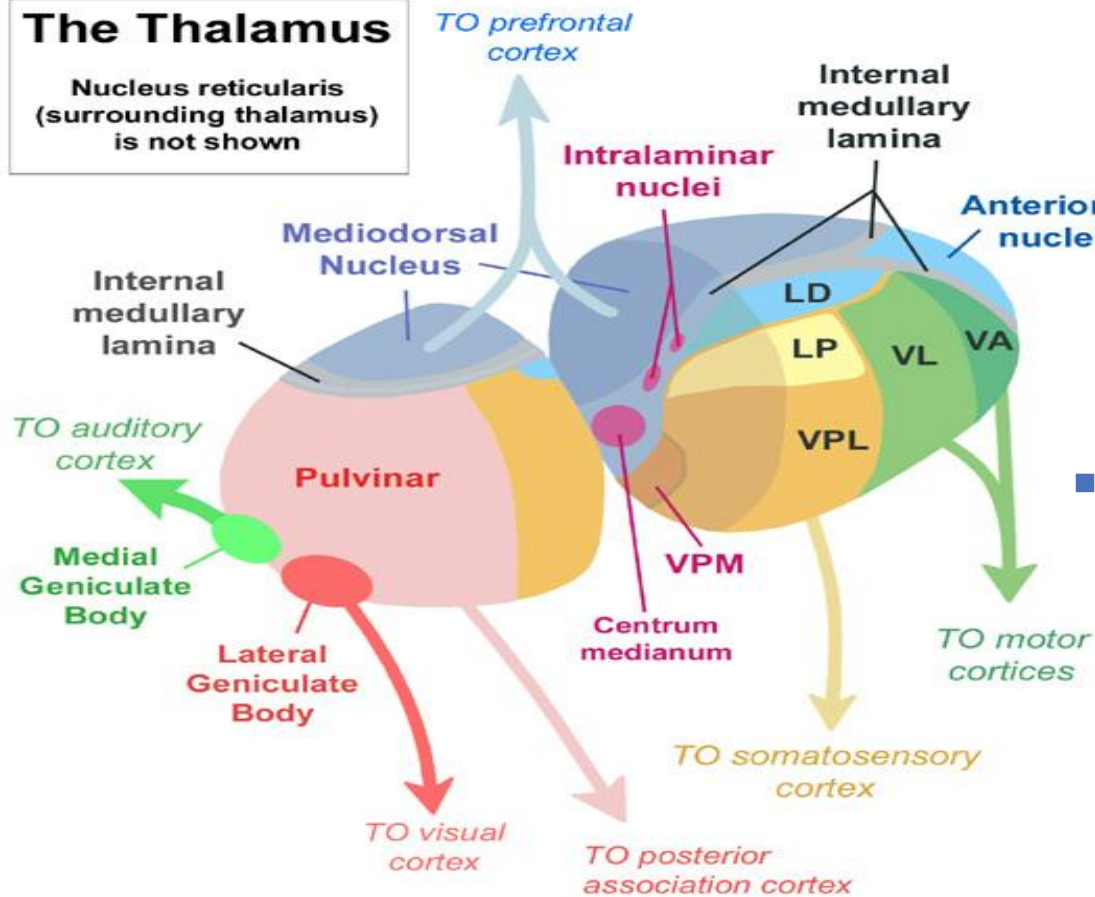 The Thalamus
Nucleus reticularis
(surrounding thalamus)
is not shown
TO prefrontal
cortex
Internal
medullary
lamina
Intralaminar
nuclei
Anterior
nucle
Mediodorsal
Nucleus
Internal
medullary
lamina
LD
LP
VL
VA
TO auditory
cortex
VPL
Pulvinar
Medial
Geniculate
Body
VPM
Centrum
medianum
TO motor
cortices
Lateral
Geniculate
Body
TO somatosensory
cortex
TO visual
cortex
TO posterior
association cortex